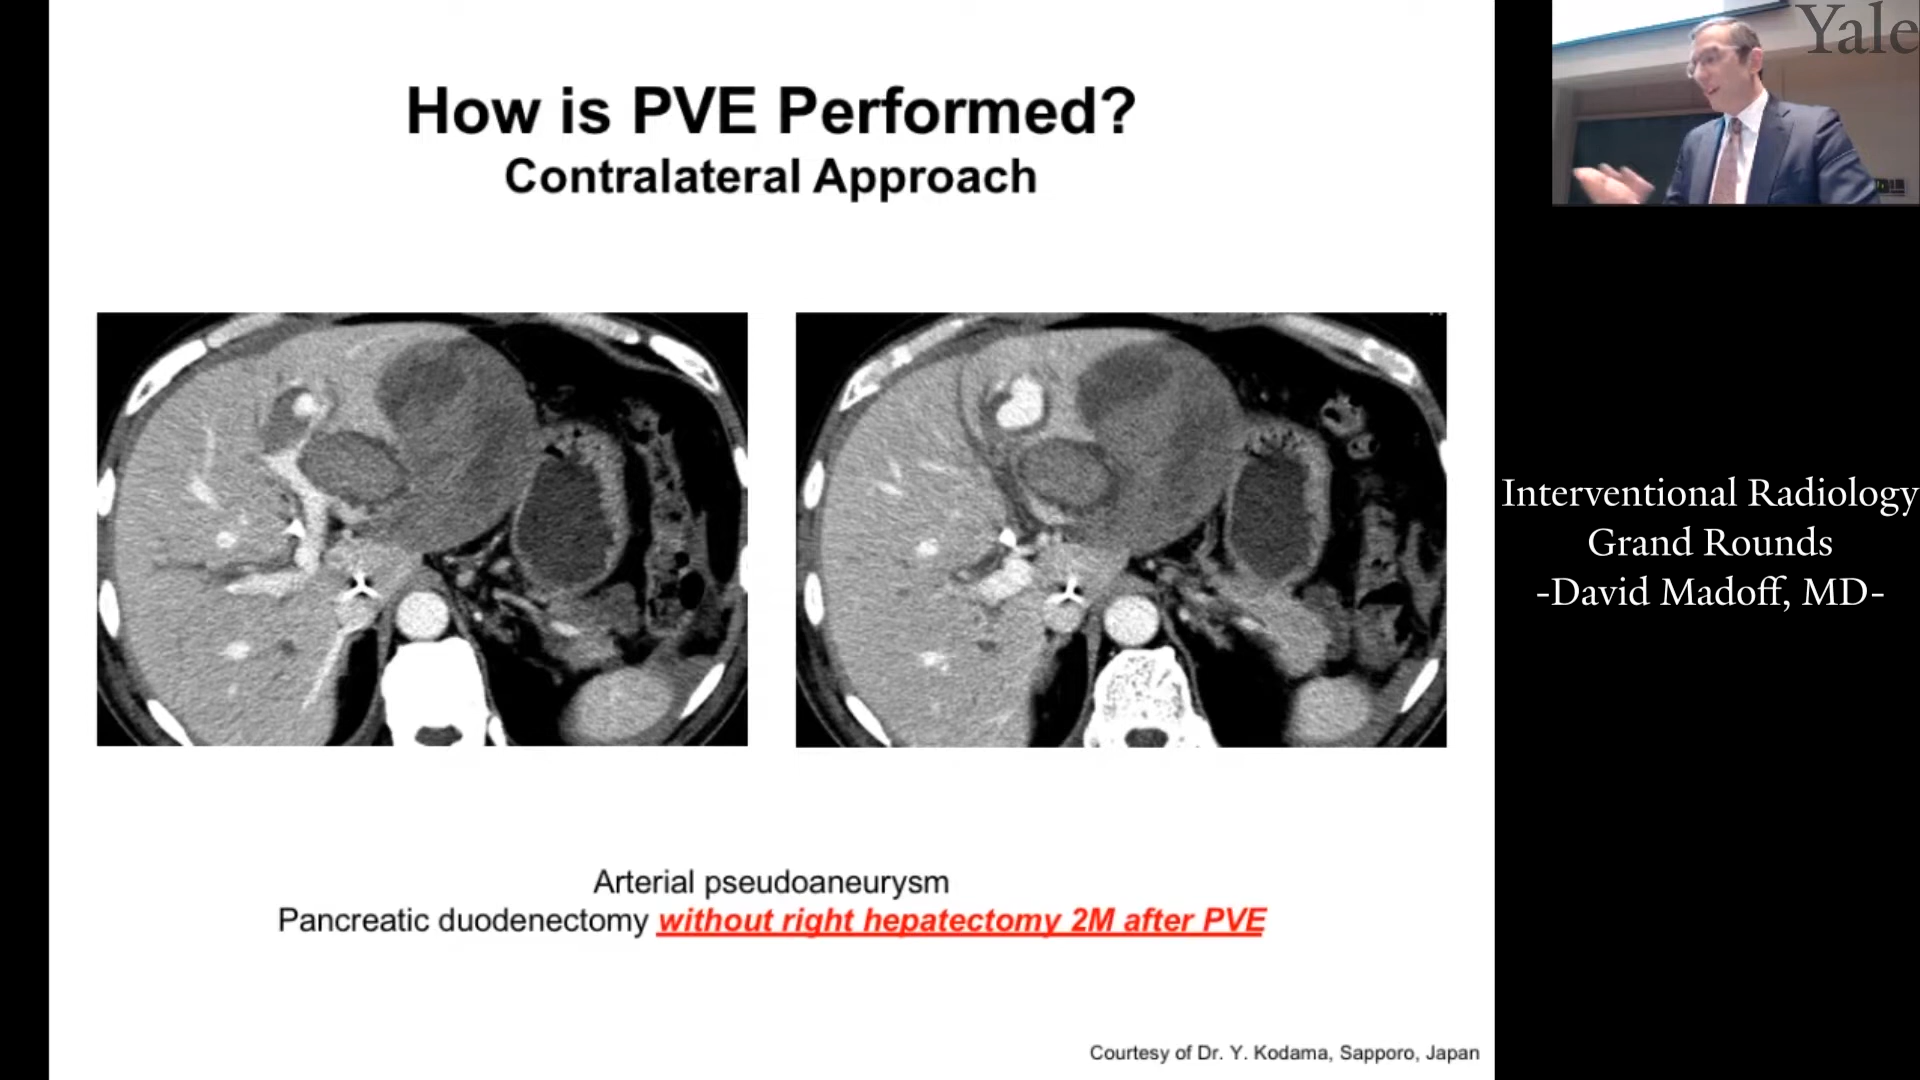 How is PVE Performed?
Contralateral Approach
Arterial pseudoaneurysm
Pancreatic duodenectomy without right hepatectomy 2M after PVE
Courtesy of Dr. Y. Kodama, Sapporo, Japan
Yale
Interventional Radiology
Grand Rounds
-David Madoff, MD-